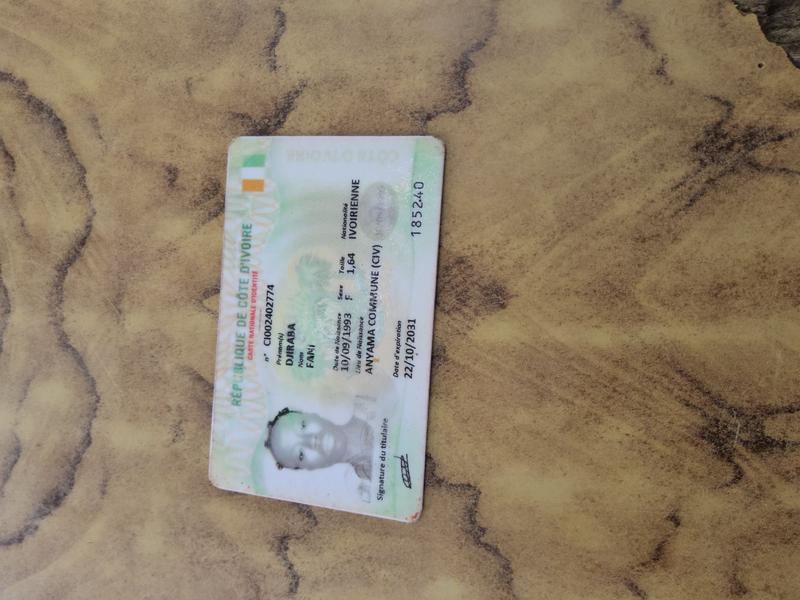 RÉPUBLIQUE DE CÔTE D'IVOIRE
CARTE NATIONALE D'IDENTITÉ
n° CI002402774
Prénom(s)
DJIRABA
Nom
FANI
Date de Naissance Sexe Taille Nationalité
10/09/1993 F 1,64 IVOIRIENNE
Lieu de Naissance
ANYAMA COMMUNE (CIV)
Date d'expiration
22/10/2031
Signature du titulaire
185240
CÔTE D'IVOIRE